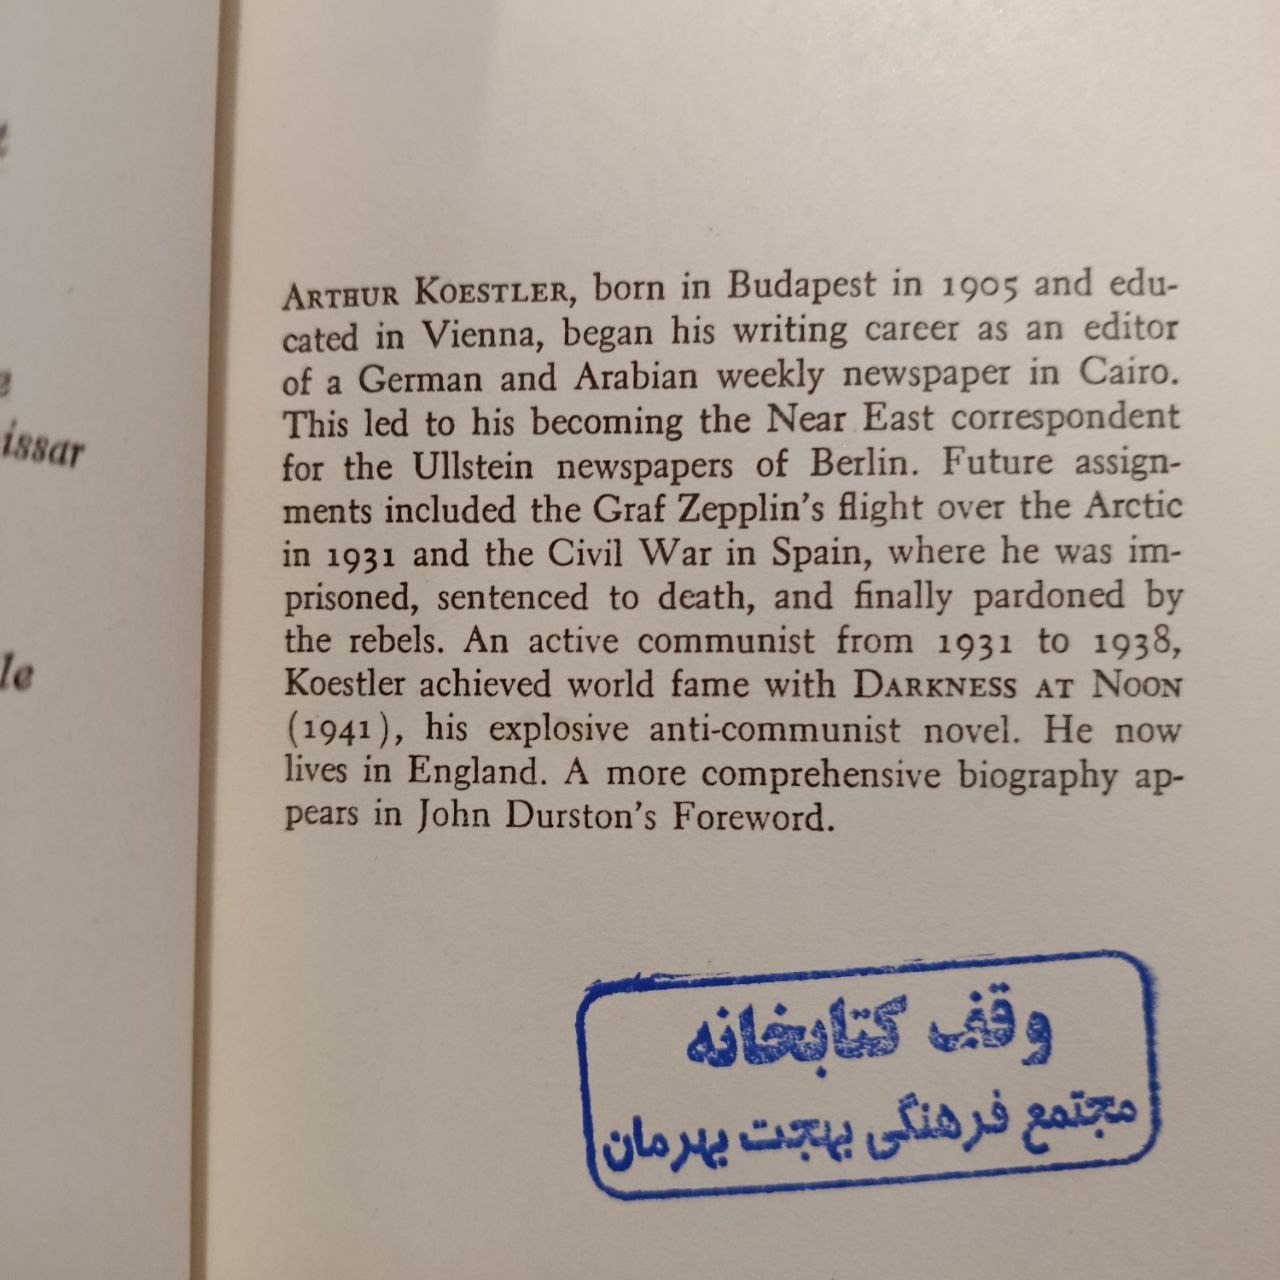 issar
le
ARTHUR KOESTLER, born in Budapest in 1905 and edu-
cated in Vienna, began his writing career as an editor
of a German and Arabian weekly newspaper in Cairo.
This led to his becoming the Near East correspondent
for the Ullstein newspapers of Berlin. Future assign-
ments included the Graf Zepplin's flight over the Arctic
in 1931 and the Civil War in Spain, where he was im-
prisoned, sentenced to death, and finally pardoned by
the rebels. An active communist from 1931 to 1938,
Koestler achieved world fame with DARKNESS AT NOON
(1941), his explosive anti-communist novel. He now
lives in England. A more comprehensive biography ap-
pears in John Durston's Foreword.
وقف کتابخانه
مجتمع فرهنگی بهجت بهرمان